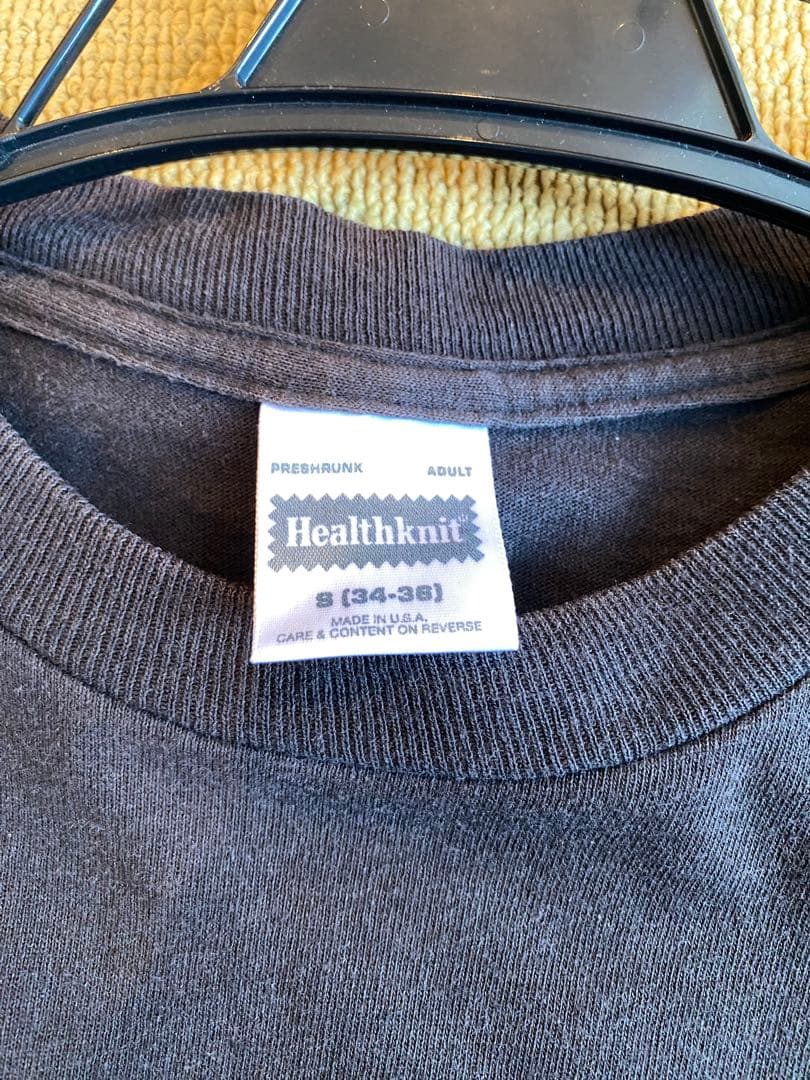 PRESHRUNK ADULT
Healthknit
S (34-36)
MADE IN U.S.A.
CARE & CONTENT ON REVERSE